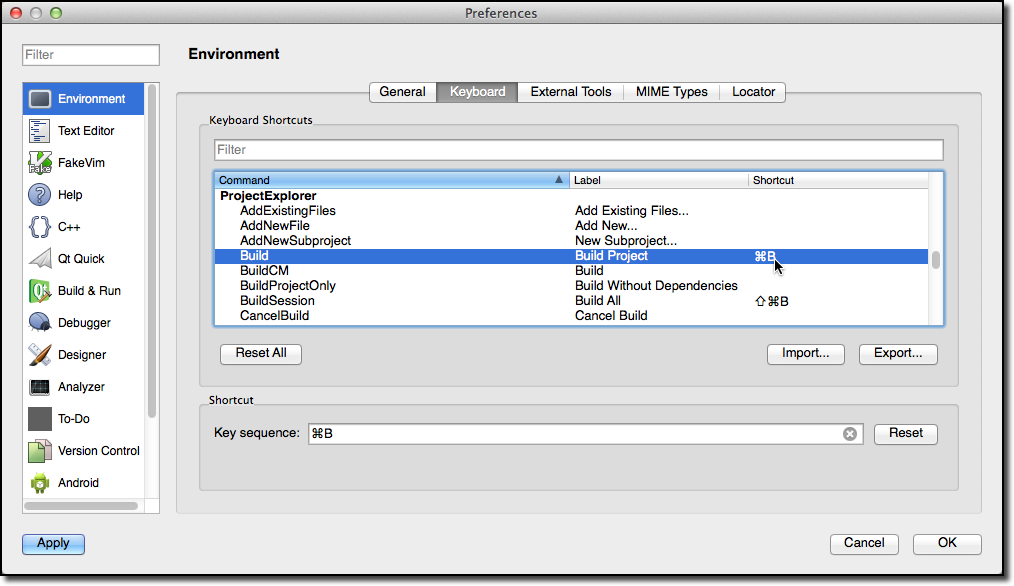 Preferences
Filter
Environment
Environment
Text Editor
FakeVim
Help
C++
Qt Quick
Build & Run
Debugger
Designer
Analyzer
To-Do
Version Control
Android
General Keyboard External Tools MIME Types Locator
Keyboard Shortcuts
Filter
Command Label Shortcut
ProjectExplorer
AddExistingFiles Add Existing Files...
AddNewFile Add New...
AddNewSubproject New Subproject...
Build Build Project ⌘B
BuildCM Build
BuildProjectOnly Build Without Dependencies
BuildSession Build All ⇧⌘B
CancelBuild Cancel Build
Reset All Import... Export...
Shortcut
Key sequence: ⌘B Reset
Apply Cancel OK